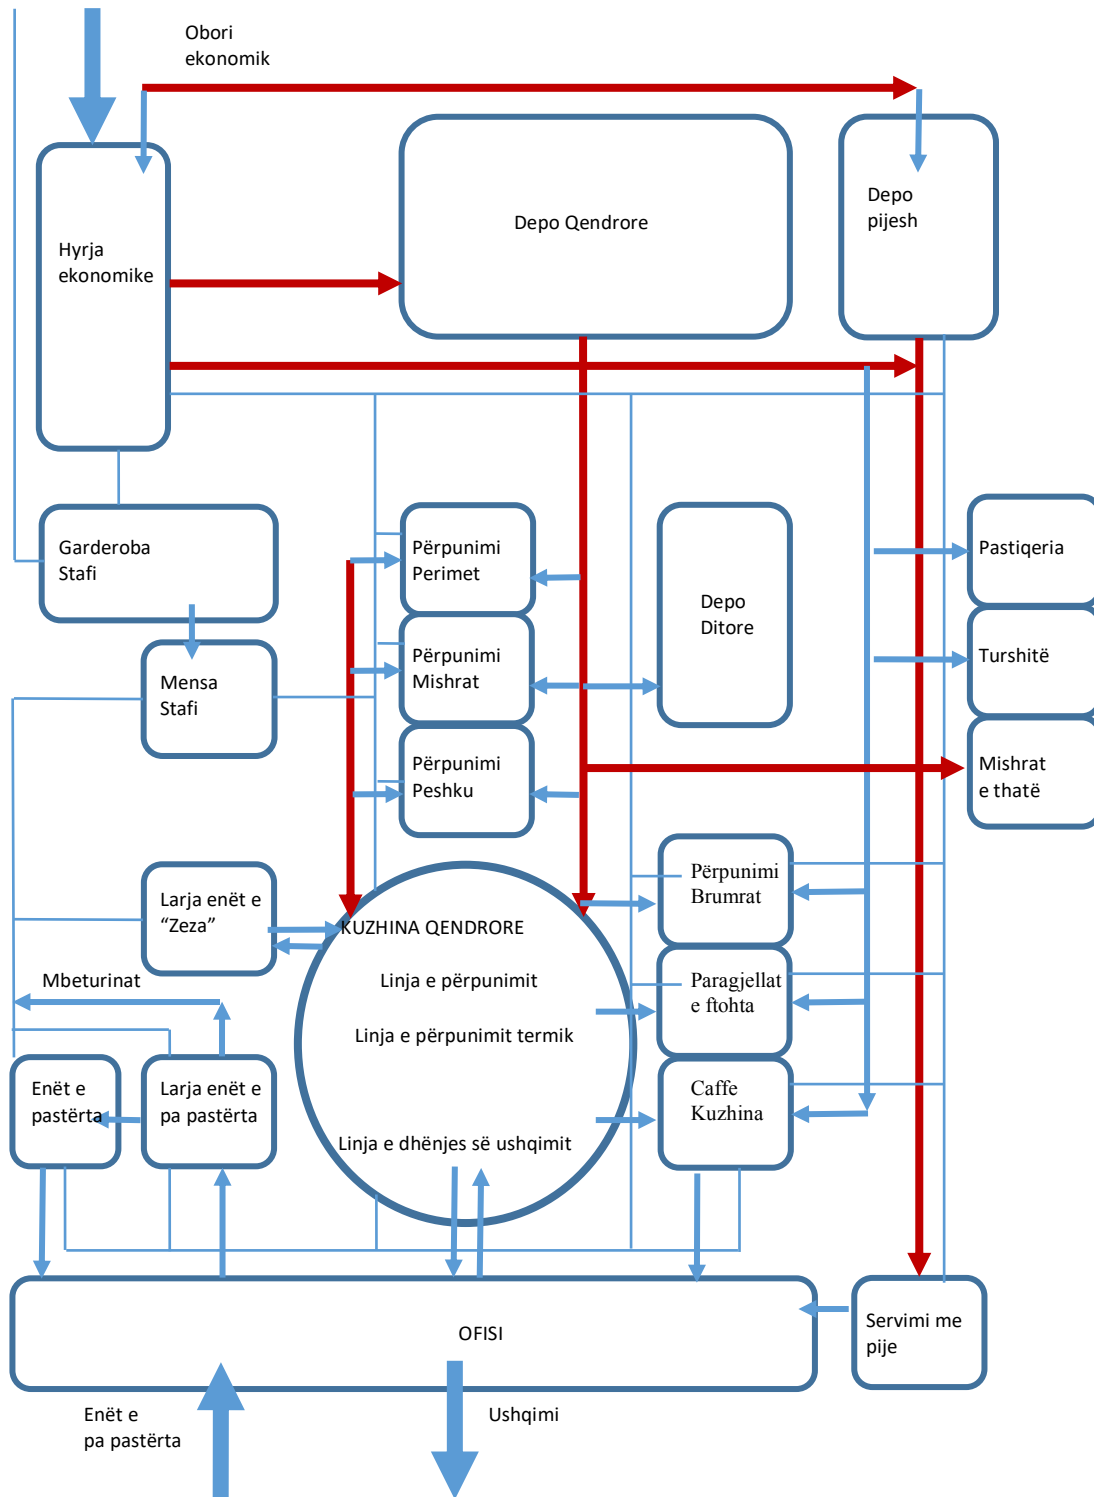 Obori
ekonomik
Depo Qendrore
Depo
pijesh
Hyrja
ekonomike
Garderoba
Stafi
Përpunimi
Perimet
Pastiqeria
Depo
Ditore
Mensa
Stafi
Përpunimi
Mishrat
Turshitë
Përpunimi
Peshku
Mishrat
e thatë
Larja enët e
“Zeza”
Përpunimi
Brumrat
KUZHINA QENDRORE
Linja e përpunimit
Linja e përpunimit termik
Linja e dhënjes së ushqimit
Mbeturinat
Paragjellat
e ftohta
Enët e
pastërta
Larja enët e
pa pastërta
Caffe
Kuzhina
OFISI
Servimi me
pije
Enët e
pa pastërta
Ushqimi